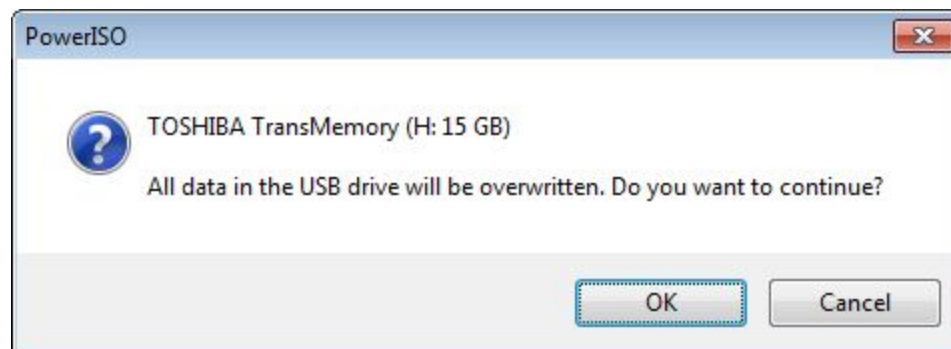 PowerISO
TOSHIBA TransMemory (H: 15 GB)
All data in the USB drive will be overwritten. Do you want to continue?
OK
Cancel